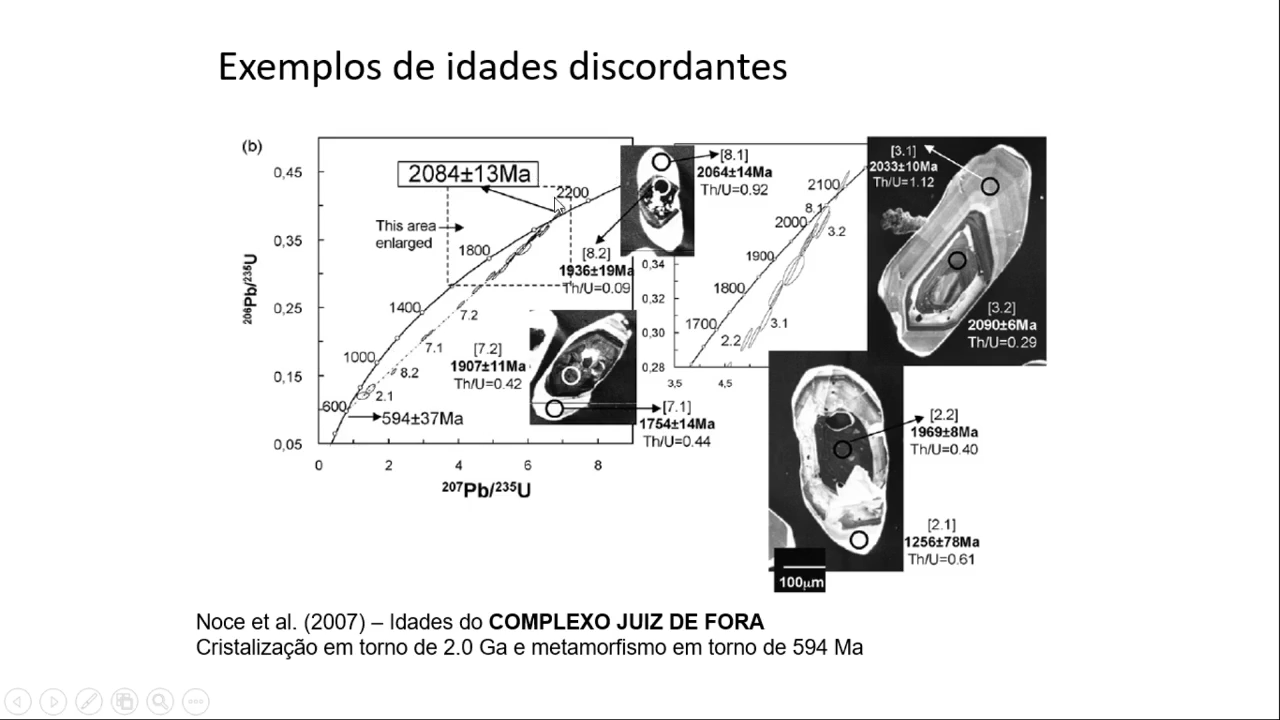 Exemplos de idades discordantes
(b)
0,45
0,35
0,25
0,15
0,05
206Pb/235U
0
2
4
6
8
207Pb/235U
2084±13Ma
This area
enlarged
600
1000
1400
1800
2200
594±37Ma
2.1
8.2
7.1
7.2
[8.1]
2064±14Ma
Th/U=0.92
[8.2]
1936±19Ma
Th/U=0.09
[7.2]
1907±11Ma
Th/U=0.42
[7.1]
1754±14Ma
Th/U=0.44
0,34
0,32
0,30
0,28
3,5
4,5
1700
1800
1900
2000
2100
8.1
3.2
3.1
2.2
[3.1]
2033±10Ma
Th/U=1.12
[3.2]
2090±6Ma
Th/U=0.29
[2.2]
1969±8Ma
Th/U=0.40
[2.1]
1256±78Ma
Th/U=0.61
100µm
Noce et al. (2007) – Idades do COMPLEXO JUIZ DE FORA
Cristalização em torno de 2.0 Ga e metamorfismo em torno de 594 Ma